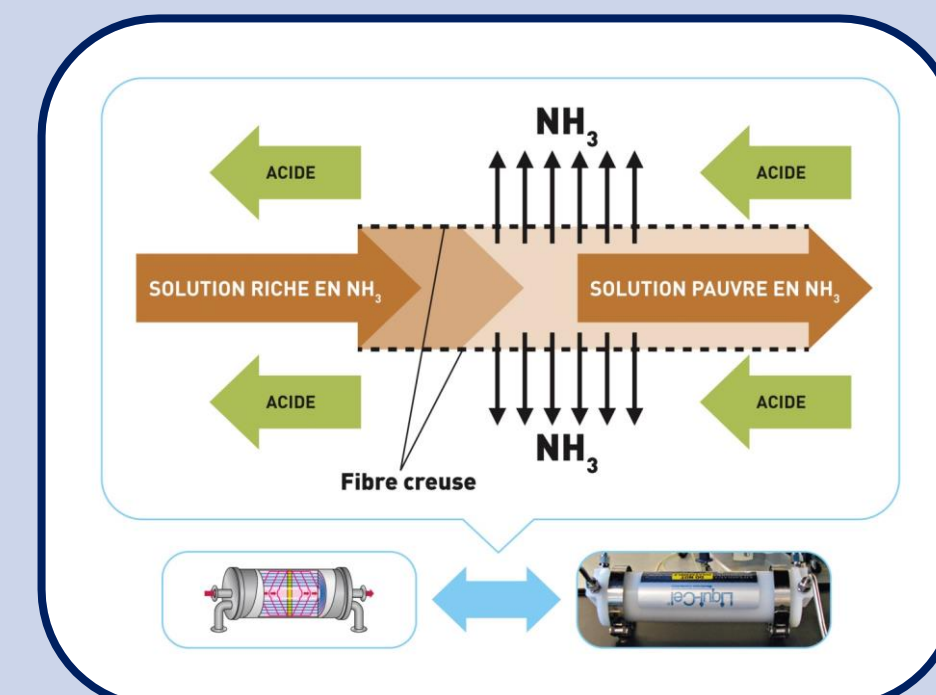 NH₃
ACIDE
ACIDE
SOLUTION RICHE EN NH₃
SOLUTION PAUVRE EN NH₃
ACIDE
ACIDE
NH₃
Fibre creuse
Liqui-Cel